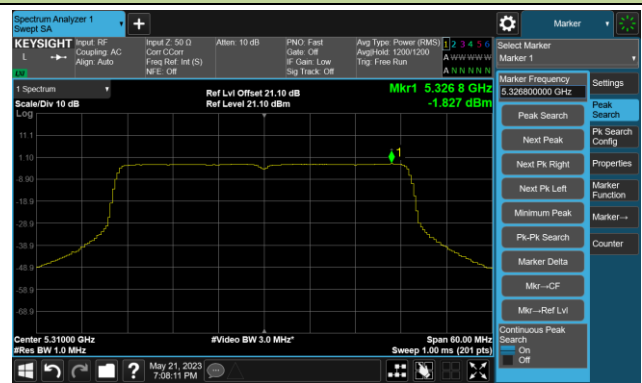 Spectrum Analyzer 1
Swept SA
+
Marker
KEYSIGHT
L
LXI
Input: RF
Coupling: AC
Align: Auto
Input Z: 50 Ω
Corr CCorr
Freq Ref: Int (S)
NFE: Off
Atten: 10 dB
PNO: Fast
Gate: Off
IF Gain: Low
Sig Track: Off
Avg Type: Power (RMS)
Avg|Hold: 1200/1200
Trig: Free Run
1 2 3 4 5 6
A W W W W W
A N N N N N
Select Marker
Marker 1
1 Spectrum
Scale/Div 10 dB
Log
Ref Lvl Offset 21.10 dB
Ref Level 21.10 dBm
Mkr1 5.326 8 GHz
-1.827 dBm
11.1
1.10
-8.90
-18.9
-28.9
-38.9
-48.9
-58.9
-68.9
1
Center 5.31000 GHz
#Res BW 1.0 MHz
#Video BW 3.0 MHz*
Span 60.00 MHz
Sweep 1.00 ms (201 pts)
Marker Frequency
5.326800000 GHz
Peak Search
Next Peak
Next Pk Right
Next Pk Left
Minimum Peak
Pk-Pk Search
Marker Delta
Mkr→CF
Mkr→Ref Lvl
Continuous Peak
Search
On
Off
Settings
Peak
Search
Pk Search
Config
Properties
Marker
Function
Marker→
Counter
?
May 21, 2023
7:08:11 PM